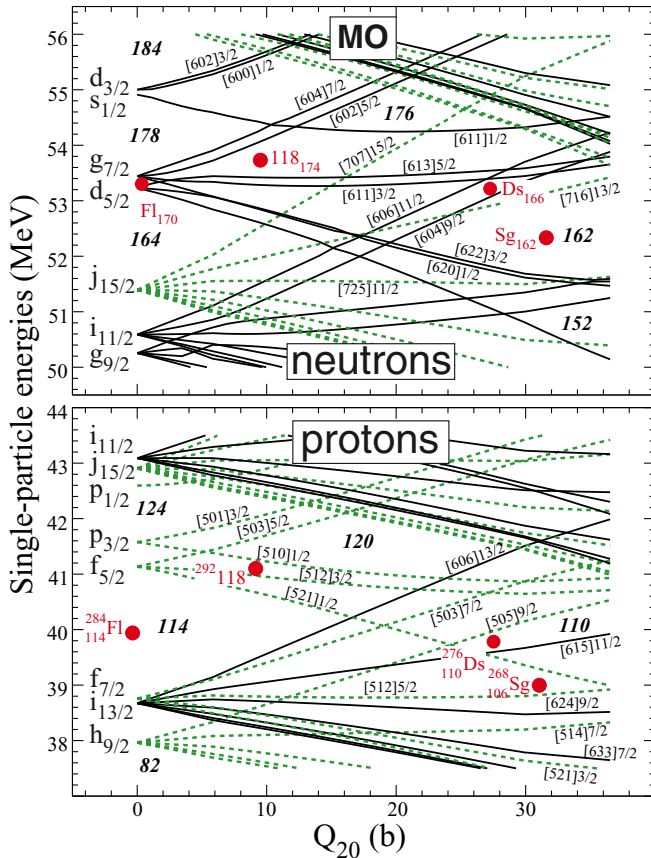 56
55
54
53
52
51
50
MO
184
[602]3/2
[600]1/2
d3/2
s1/2
[604]7/2
[602]5/2
176
178
[707]15/2
[611]1/2
g7/2
118174
[613]5/2
d5/2
[611]3/2
Ds166
[716]13/2
Fl170
[606]11/2
[604]9/2
164
Sg162
162
[622]3/2
[620]1/2
j15/2
[725]11/2
152
i11/2
g9/2
neutrons
Single-particle energies (MeV)
44
43
42
41
40
39
38
protons
i11/2
j15/2
p1/2
124
[501]3/2
[503]5/2
p3/2
120
[606]13/2
[510]1/2
f5/2
292118
[512]3/2
[521]1/2
[503]7/2
[505]9/2
284114Fl
114
110
276110Ds
[615]11/2
268106Sg
f7/2
[512]5/2
i13/2
[624]9/2
h9/2
[514]7/2
82
[633]7/2
[521]3/2
0
10
20
30
Q20 (b)